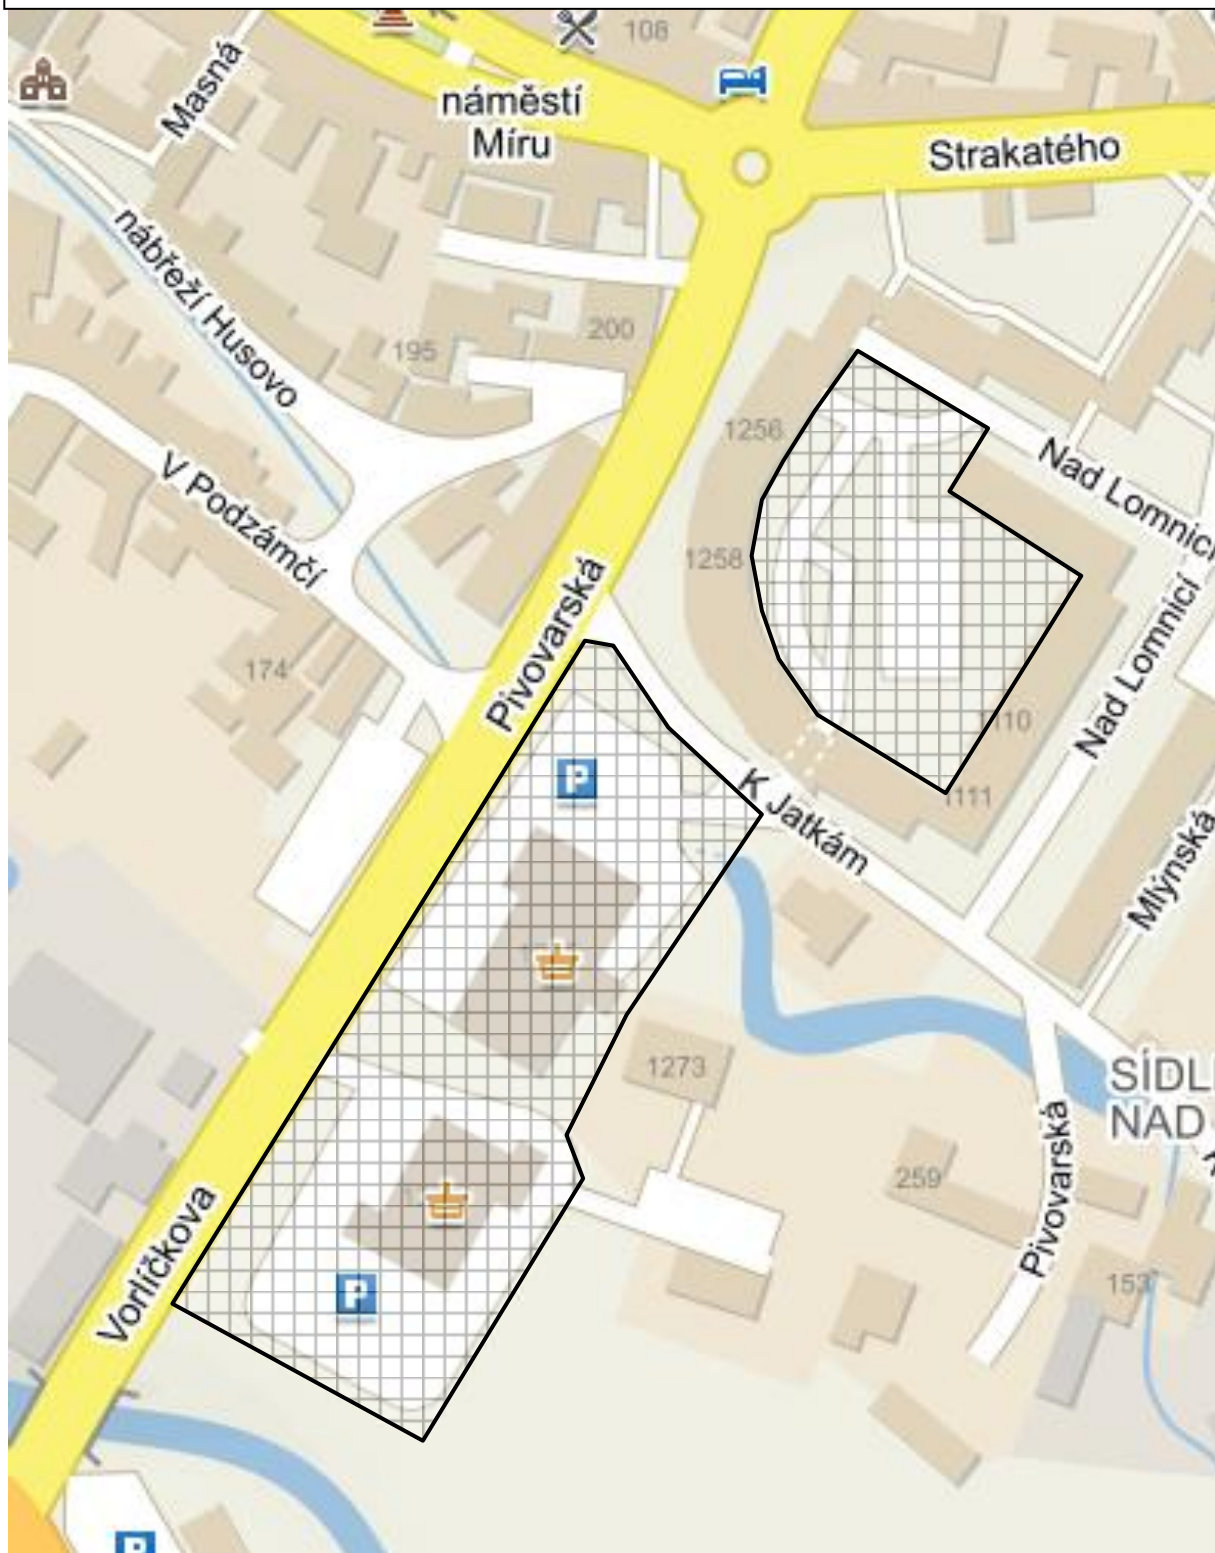 108
Masná
náměstí
Míru
Strakatého
nábřeží Husovo
200
195
1256
Nad Lomnicí
V Podzámčí
1258
Pivovarská
Nad Lomnicí
174
1110
P
1111
K Jatkám
Mlýnská
1273
SÍDL
NAD
Pivovarská
259
Vorlíčkova
P
153
P